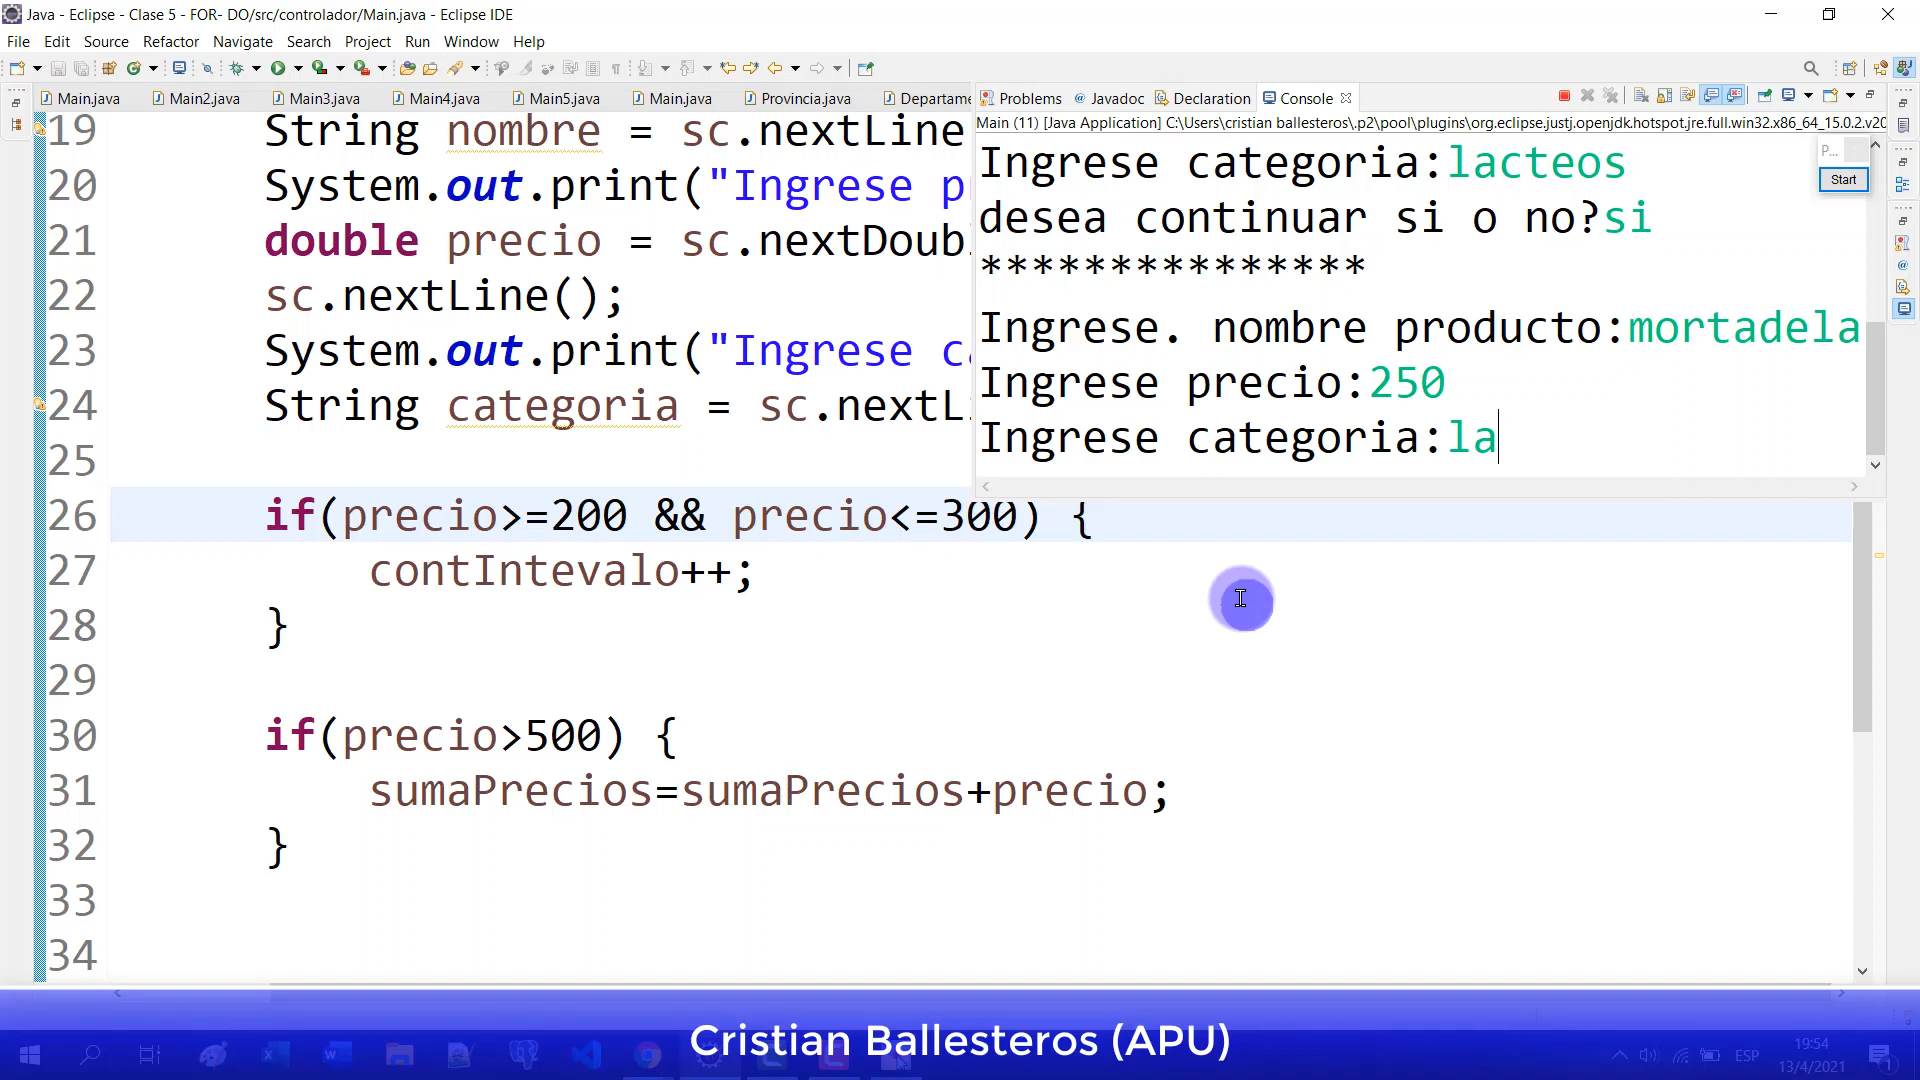 Java - Eclipse - Clase 5 - FOR- DO/src/controlador/Main.java - Eclipse IDE
File Edit Source Refactor Navigate Search Project Run Window Help
Main.java Main2.java Main3.java Main4.java Main5.java Main.java Provincia.java Departame
Problems Javadoc Declaration Console
Main (11) [Java Application] C:\Users\cristian ballesteros\.p2\pool\plugins\org.eclipse.justj.openjdk.hotspot.jre.full.win32.x86_64_15.0.2.v20
P... Start
Ingrese categoria:lacteos
desea continuar si o no?si
***************
Ingrese. nombre producto:mortadela
Ingrese precio:250
Ingrese categoria:la
19 String nombre = sc.nextLine
20 System.out.print("Ingrese p
21 double precio = sc.nextDoub
22 sc.nextLine();
23 System.out.print("Ingrese c
24 String categoria = sc.nextL
25
26 if(precio>=200 && precio<=300) {
27 contIntevalo++;
28 }
29
30 if(precio>500) {
31 sumaPrecios=sumaPrecios+precio;
32 }
33
34
Cristian Ballesteros (APU)
ESP
19:54
13/4/2021